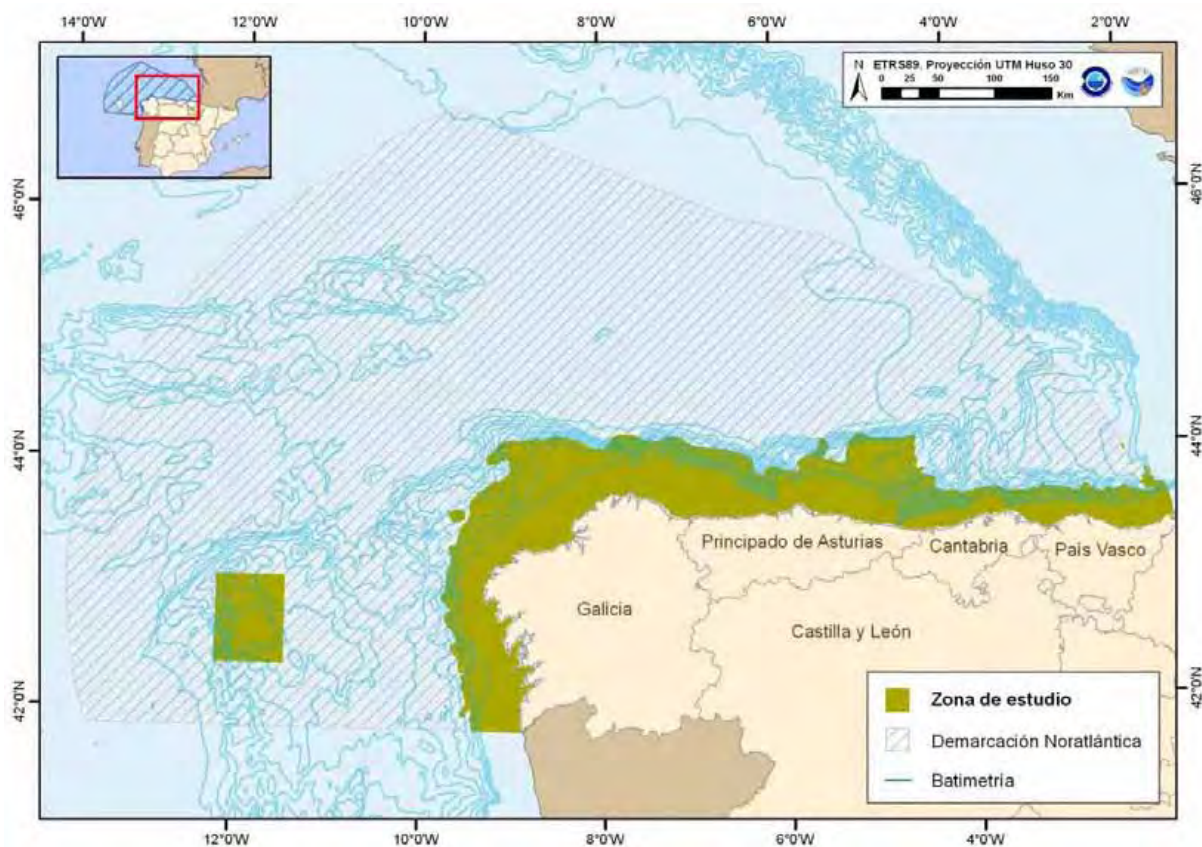 14°0'W 12°0'W 10°0'W 8°0'W 6°0'W 4°0'W 2°0'W
N ETRS89. Proyección UTM Huso 30
0 25 50 100 150
Km
46°0'N 46°0'N
44°0'N 44°0'N
Principado de Asturias Cantabria País Vasco
Galicia
Castilla y León
42°0'N 42°0'N
Zona de estudio
Demarcación Noratlántica
Batimetría
12°0'W 10°0'W 8°0'W 6°0'W 4°0'W